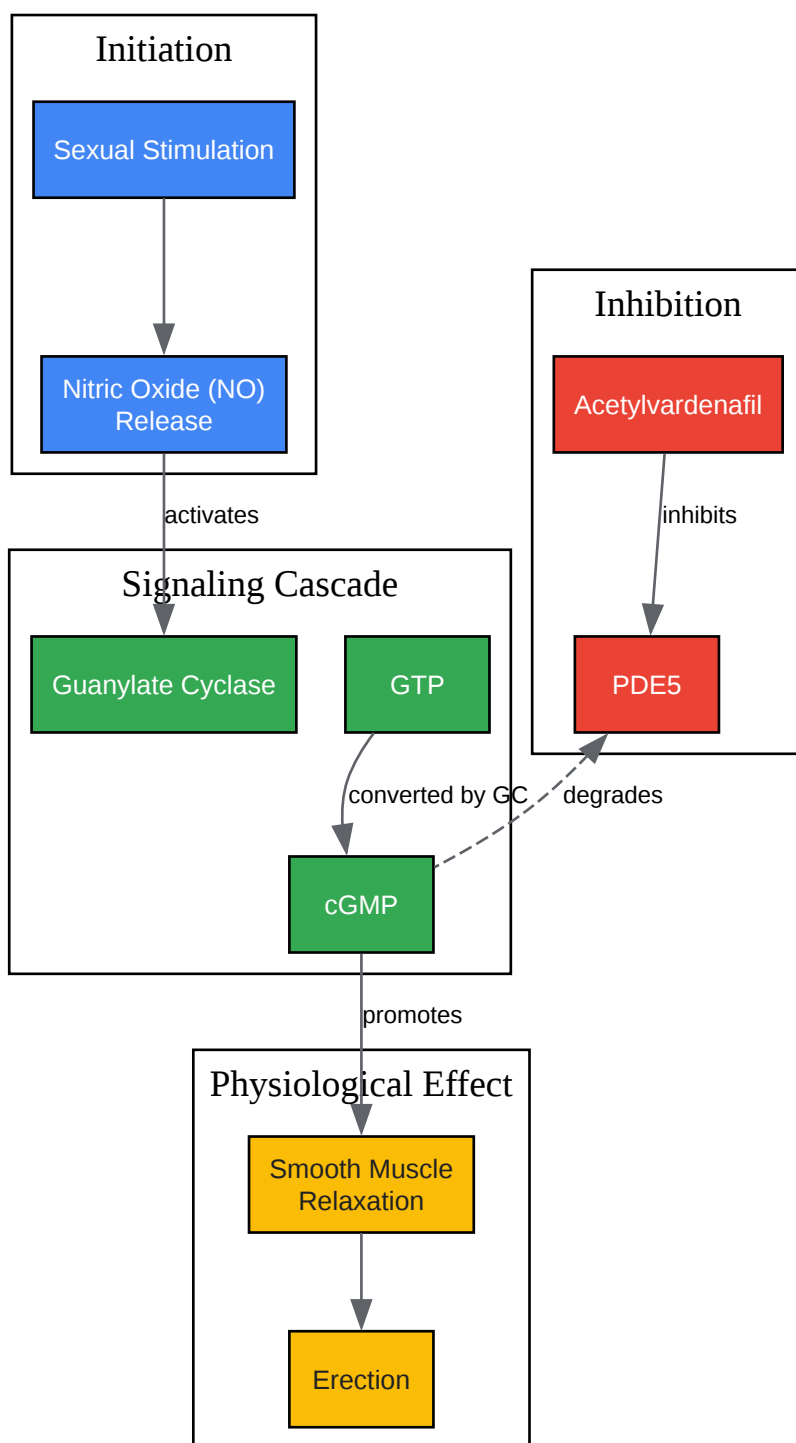 Initiation
Sexual Stimulation
Nitric Oxide (NO)
Release
activates
Inhibition
Acetylvardenafil
inhibits
PDE5
Signaling Cascade
Guanylate Cyclase
GTP
converted by GC
degrades
cGMP
promotes
Physiological Effect
Smooth Muscle
Relaxation
Erection